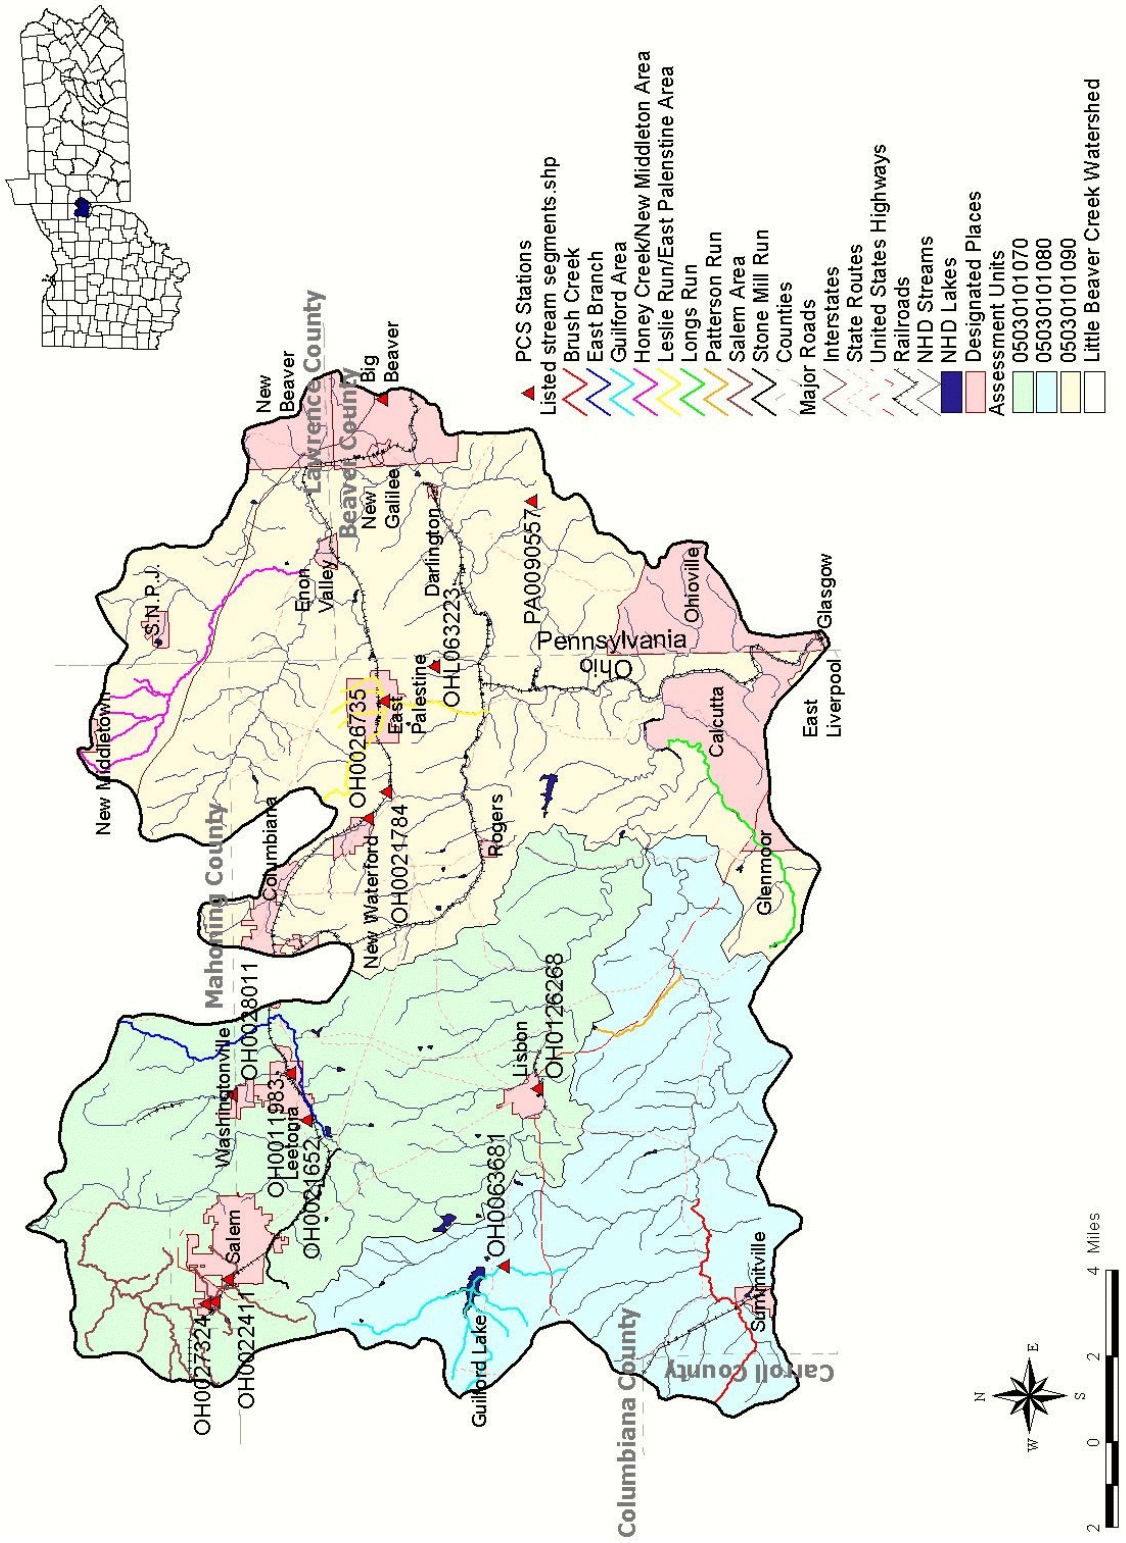 New Middletown
S.N.P.J.
New
Beaver
Lawrence County
Beaver County
Big
Beaver
Mahoning County
Columbiana
Washingtonville
OH0028011
OH0011983
Leetonia
OH0021652
Salem
OH0027324
OH0022411
Enon
Valley
New
Galilee
OH0026735
East
Palestine
New Waterford
OH0021784
Darlington
OHL063223
PA0090557
Rogers
Lisbon
OH0126268
OH0063681
Guilford Lake
Pennsylvania
Ohio
Ohioville
Calcutta
Glenmoor
Glasgow
East
Liverpool
Summitville
Columbiana County
Carroll County
PCS Stations
Listed stream segments.shp
Brush Creek
East Branch
Guilford Area
Honey Creek/New Middleton Area
Leslie Run/East Palenstine Area
Longs Run
Patterson Run
Salem Area
Stone Mill Run
Counties
Major Roads
Interstates
State Routes
United States Highways
Railroads
NHD Streams
NHD Lakes
Designated Places
Assessment Units
05030101070
05030101080
05030101090
Little Beaver Creek Watershed
N
W
E
S
2 0 2 4 Miles